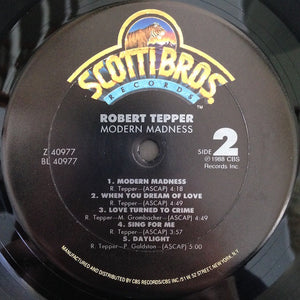 SCOTTI BROS.
RECORDS
ROBERT TEPPER
MODERN MADNESS
Z 40977
BL 40977
SIDE 2
℗ 1988 CBS
Records Inc.
1. MODERN MADNESS
R. Tepper—(ASCAP) 4:18
2. WHEN YOU DREAM OF LOVE
R. Tepper—(ASCAP) 4:49
3. LOVE TURNED TO CRIME
R. Tepper—M. Grombacher—(ASCAP) 4:49
4. SING FOR ME
R. Tepper—(ASCAP) 3:57
5. DAYLIGHT
R. Tepper—P. Goldston—(ASCAP) 5:00
MANUFACTURED AND DISTRIBUTED BY CBS RECORDS/CBS INC./51 W. 52 STREET, NEW YORK, N.Y.